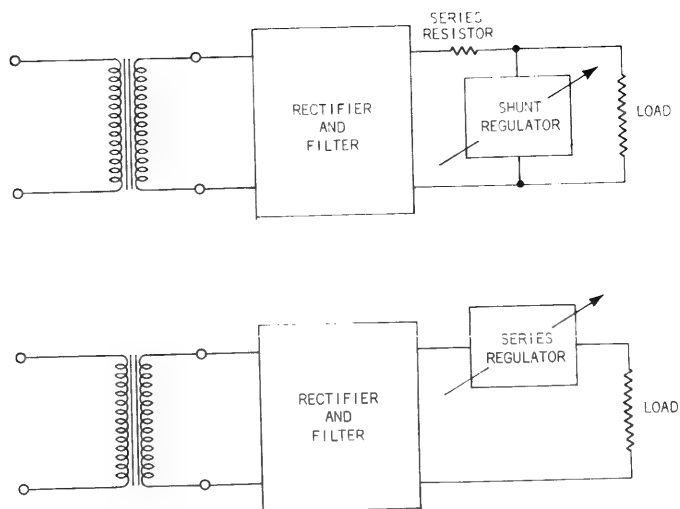 SERIES
RESISTOR
RECTIFIER
AND
FILTER
SHUNT
REGULATOR
LOAD
RECTIFIER
AND
FILTER
SERIES
REGULATOR
LOAD